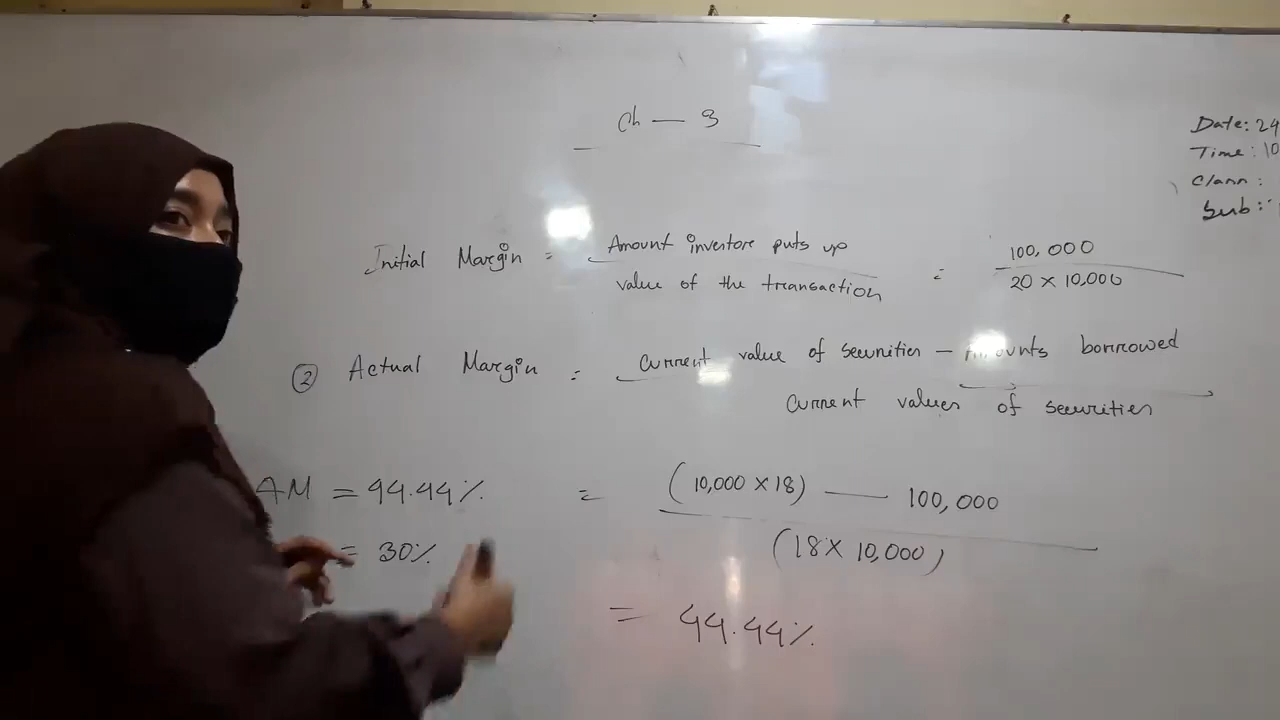 Ch — 3
Date: 24
Time: 10
Class:
Sub:
Initial Margin = Amount investors puts up
value of the transaction
= 100,000
20 × 10,000
② Actual Margin = Current value of securities — Amounts borrowed
Current values of securities
AM = 44.44%
= 30%
= (10,000 × 18) — 100,000
(18 × 10,000)
= 44.44%